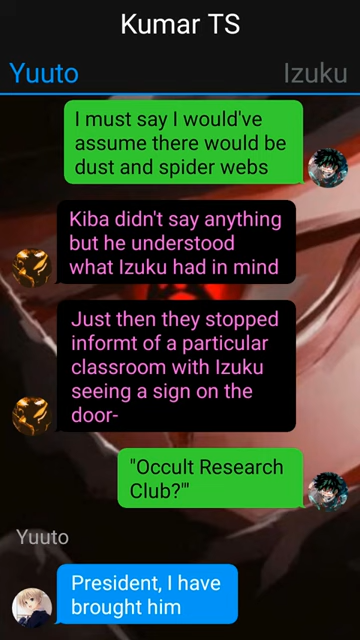 Kumar TS
Yuuto
Izuku
I must say I would've
assume there would be
dust and spider webs
Kiba didn't say anything
but he understood
what Izuku had in mind
Just then they stopped
informt of a particular
classroom with Izuku
seeing a sign on the
door-
"Occult Research
Club?'"
Yuuto
President, I have
brought him